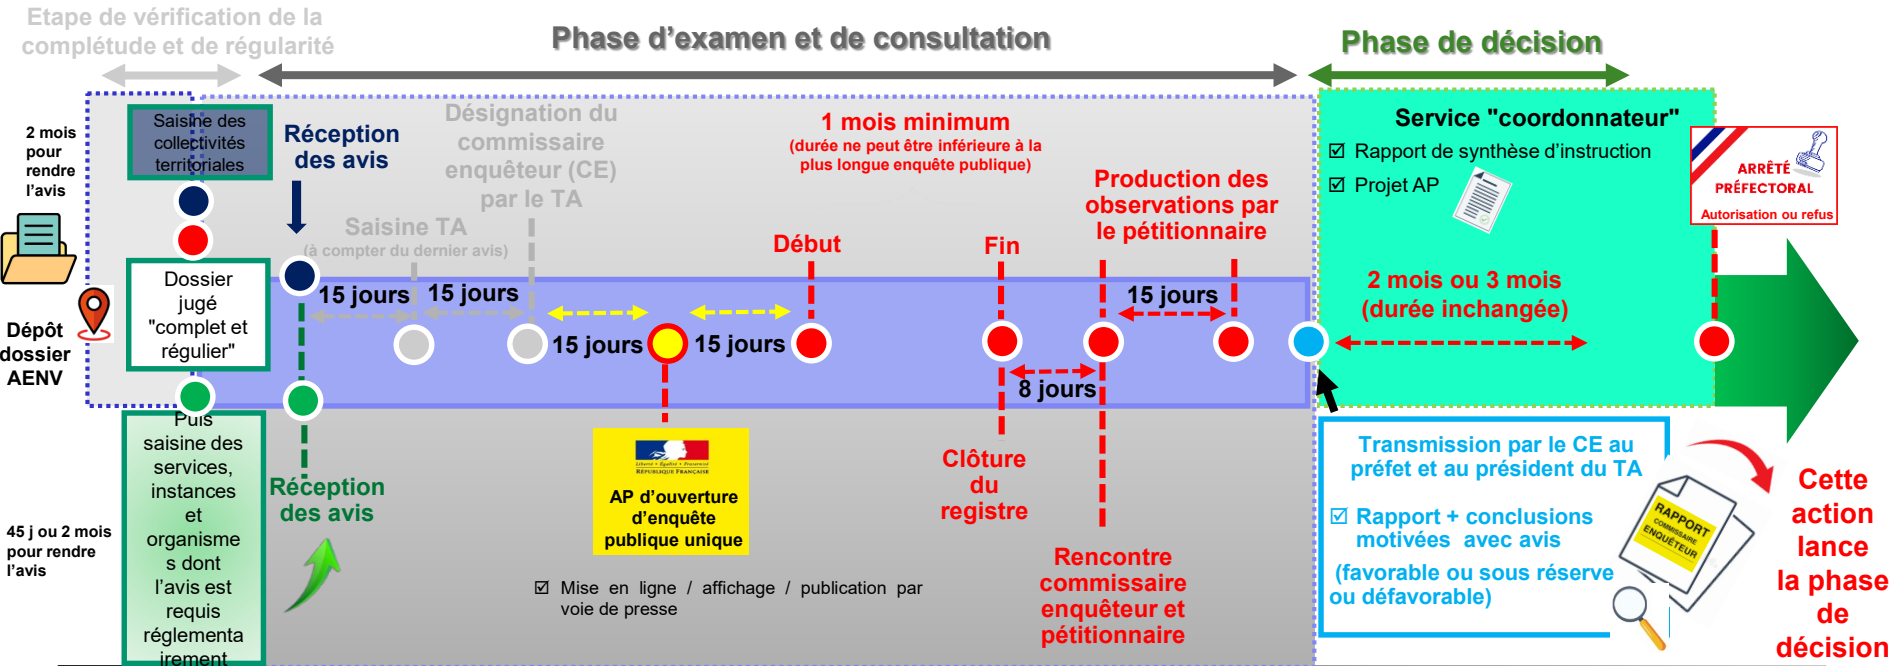 Etape de vérification de la
complétude et de régularité
Phase d'examen et de consultation
Phase de décision
2 mois
pour
rendre
l'avis
Saisine des
collectivités
territoriales
Réception
des avis
Désignation du
commissaire
enquêteur (CE)
par le TA
Saisine TA
(à compter du dernier avis)
1 mois minimum
(durée ne peut être inférieure à la
plus longue enquête publique)
Début
Fin
Production des
observations par
le pétitionnaire
Service "coordonnateur"
☑ Rapport de synthèse d'instruction
☑ Projet AP
ARRÊTÉ
PRÉFECTORAL
Autorisation ou refus
Dépôt
dossier
AENV
Dossier
jugé
"complet et
régulier"
15 jours
15 jours
15 jours
15 jours
8 jours
15 jours
2 mois ou 3 mois
(durée inchangée)
45 j ou 2 mois
pour rendre
l'avis
Puis
saisine des
services,
instances
et
organisme
s dont
l'avis est
requis
réglementa
irement
Réception
des avis
Liberté • Égalité • Fraternité
RÉPUBLIQUE FRANÇAISE
AP d'ouverture
d'enquête
publique unique
☑ Mise en ligne / affichage / publication par
voie de presse
Clôture
du
registre
Rencontre
commissaire
enquêteur et
pétitionnaire
Transmission par le CE au
préfet et au président du TA
☑ Rapport + conclusions
motivées avec avis
(favorable ou sous réserve
ou défavorable)
RAPPORT
COMMISSAIRE
ENQUÊTEUR
Cette
action
lance
la phase
de
décision